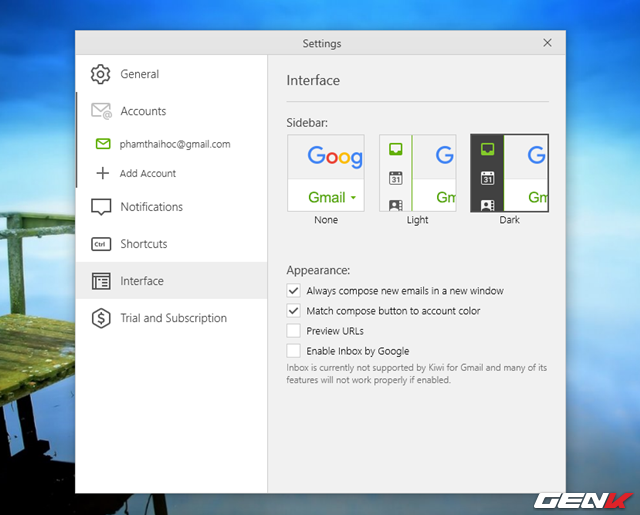 Settings
General
Accounts
phamthaihoc@gmail.com
Add Account
Notifications
Ctrl
Shortcuts
Interface
Trial and Subscription
Interface
Sidebar:
Goog
Gmail
None
31
G
Gm
Light
31
G
Gm
Dark
Appearance:
Always compose new emails in a new window
Match compose button to account color
Preview URLs
Enable Inbox by Google
Inbox is currently not supported by Kiwi for Gmail and many of its
features will not work properly if enabled.
GENK